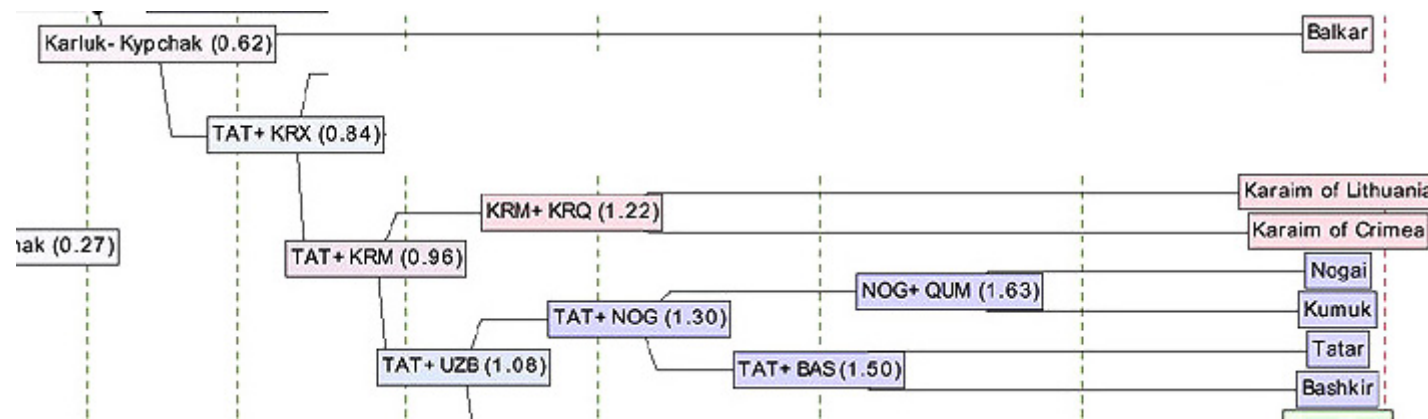 Karluk-Kypchak (0.62)
Balkar
TAT+ KRX (0.84)
Karaim of Lithuania
KRM+ KRQ (1.22)
Karaim of Crimea
nak (0.27)
TAT+ KRM (0.96)
Nogai
NOG+ QUM (1.63)
Kumuk
TAT+ NOG (1.30)
Tatar
TAT+ UZB (1.08)
TAT+ BAS (1.50)
Bashkir